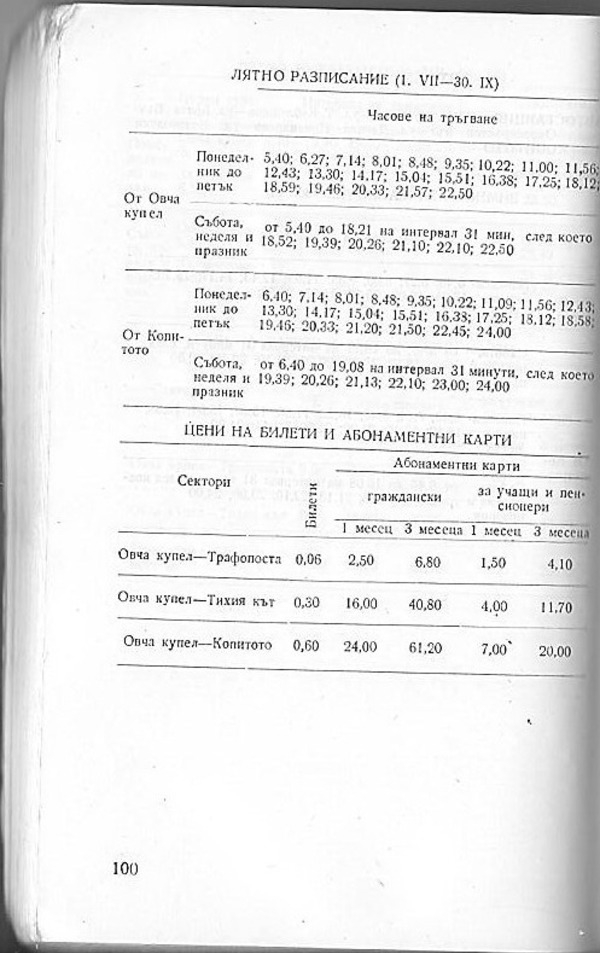 ЛЯТНО РАЗПИСАНИЕ (1. VII—30. IX)
Часове на тръгване
От Овча купел
Понеделник до петък
5,40; 6,27; 7,14; 8,01; 8,48; 9,35; 10,22; 11,00; 11,56;
12,43; 13,30; 14,17; 15,04; 15,51; 16,38; 17,25; 18,12;
18,59; 19,46; 20,33; 21,57; 22,50
Събота, неделя и празник
от 5,40 до 18,21 на интервал 31 мин, след което
18,52; 19,39; 20,26; 21,10; 22,10; 22,50
От Копитото
Понеделник до петък
6,40; 7,14; 8,01; 8,48; 9,35; 10,22; 11,09; 11,56; 12,43;
13,30; 14,17; 15,04; 15,51; 16,38; 17,25; 18,12; 18,58;
19,46; 20,33; 21,20; 21,50; 22,45; 24,00
Събота, неделя и празник
от 6,40 до 19,08 на интервал 31 минути, след което
19,39; 20,26; 21,13; 22,10; 23,00; 24,00
ЦЕНИ НА БИЛЕТИ И АБОНАМЕНТНИ КАРТИ
Сектори
Билети
Абонаментни карти
граждански
за учащи и пенсионери
1 месец 3 месеца 1 месец 3 месеца
Овча купел—Трафопоста 0,06 2,50 6,80 1,50 4,10
Овча купел—Тихия кът 0,30 16,00 40,80 4,00 11,70
Овча купел—Копитото 0,60 24,00 61,20 7,00 20,00
100